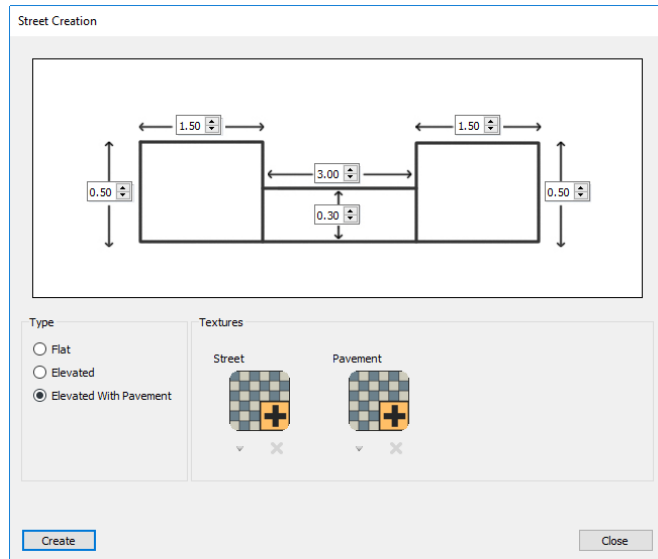 Street Creation
1.50 1.50
3.00
0.50 0.50
0.30
Type Textures
Flat
Street Pavement
Elevated
Elevated With Pavement
Create Close